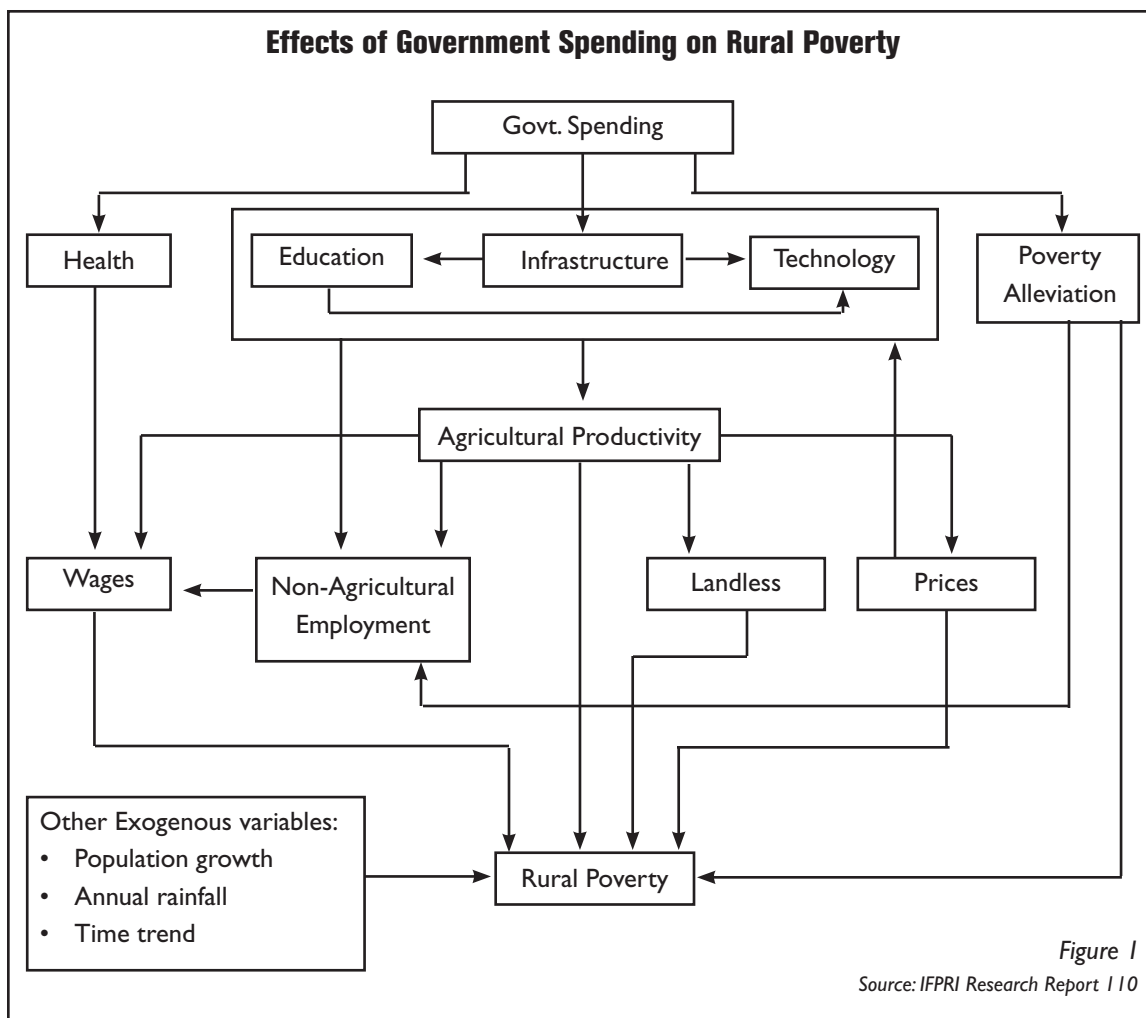 Effects of Government Spending on Rural Poverty
Govt. Spending
Health
Education
Infrastructure
Technology
Poverty
Alleviation
Agricultural Productivity
Wages
Non-Agricultural
Employment
Landless
Prices
Other Exogenous variables:
• Population growth
• Annual rainfall
• Time trend
Rural Poverty
Figure 1
Source: IFPRI Research Report 110